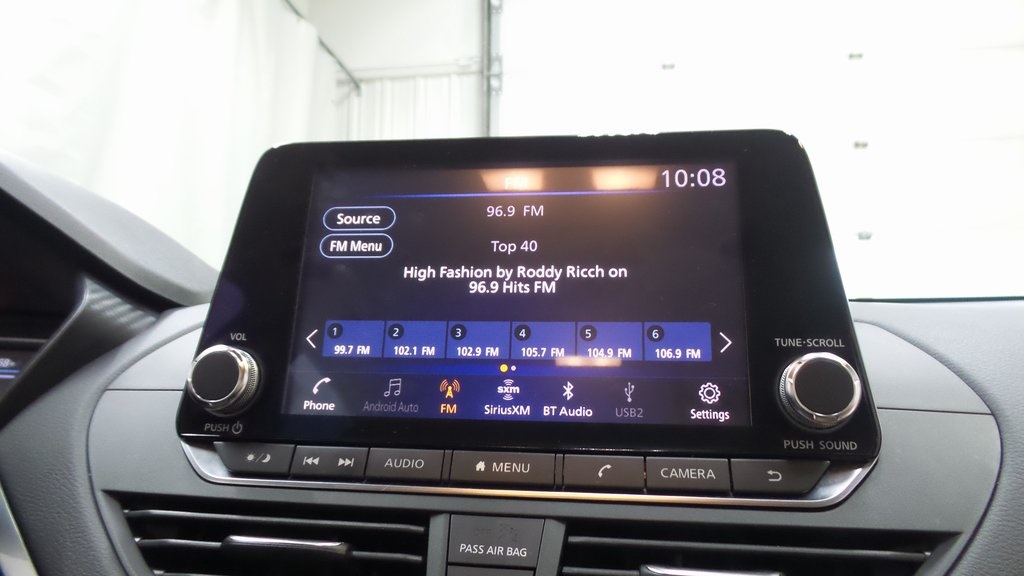 FM
10:08
Source
96.9 FM
FM Menu
Top 40
High Fashion by Roddy Ricch on
96.9 Hits FM
1 2 3 4 5 6
99.7 FM 102.1 FM 102.9 FM 105.7 FM 104.9 FM 106.9 FM
VOL
TUNE·SCROLL
sxm
Phone Android Auto FM SiriusXM BT Audio USB2 Settings
PUSH
PUSH SOUND
AUDIO MENU CAMERA
PASS AIR BAG